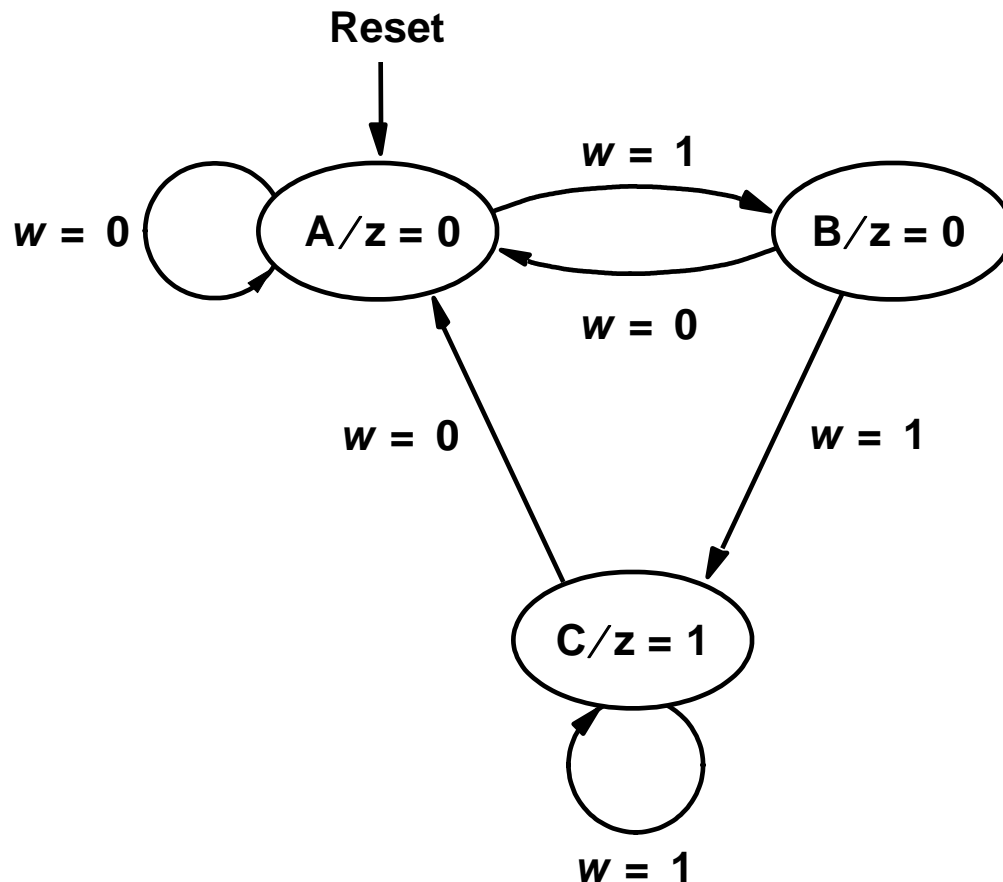 Reset
w = 1
w = 0
A/z = 0
B/z = 0
w = 0
w = 0
w = 1
C/z = 1
w = 1